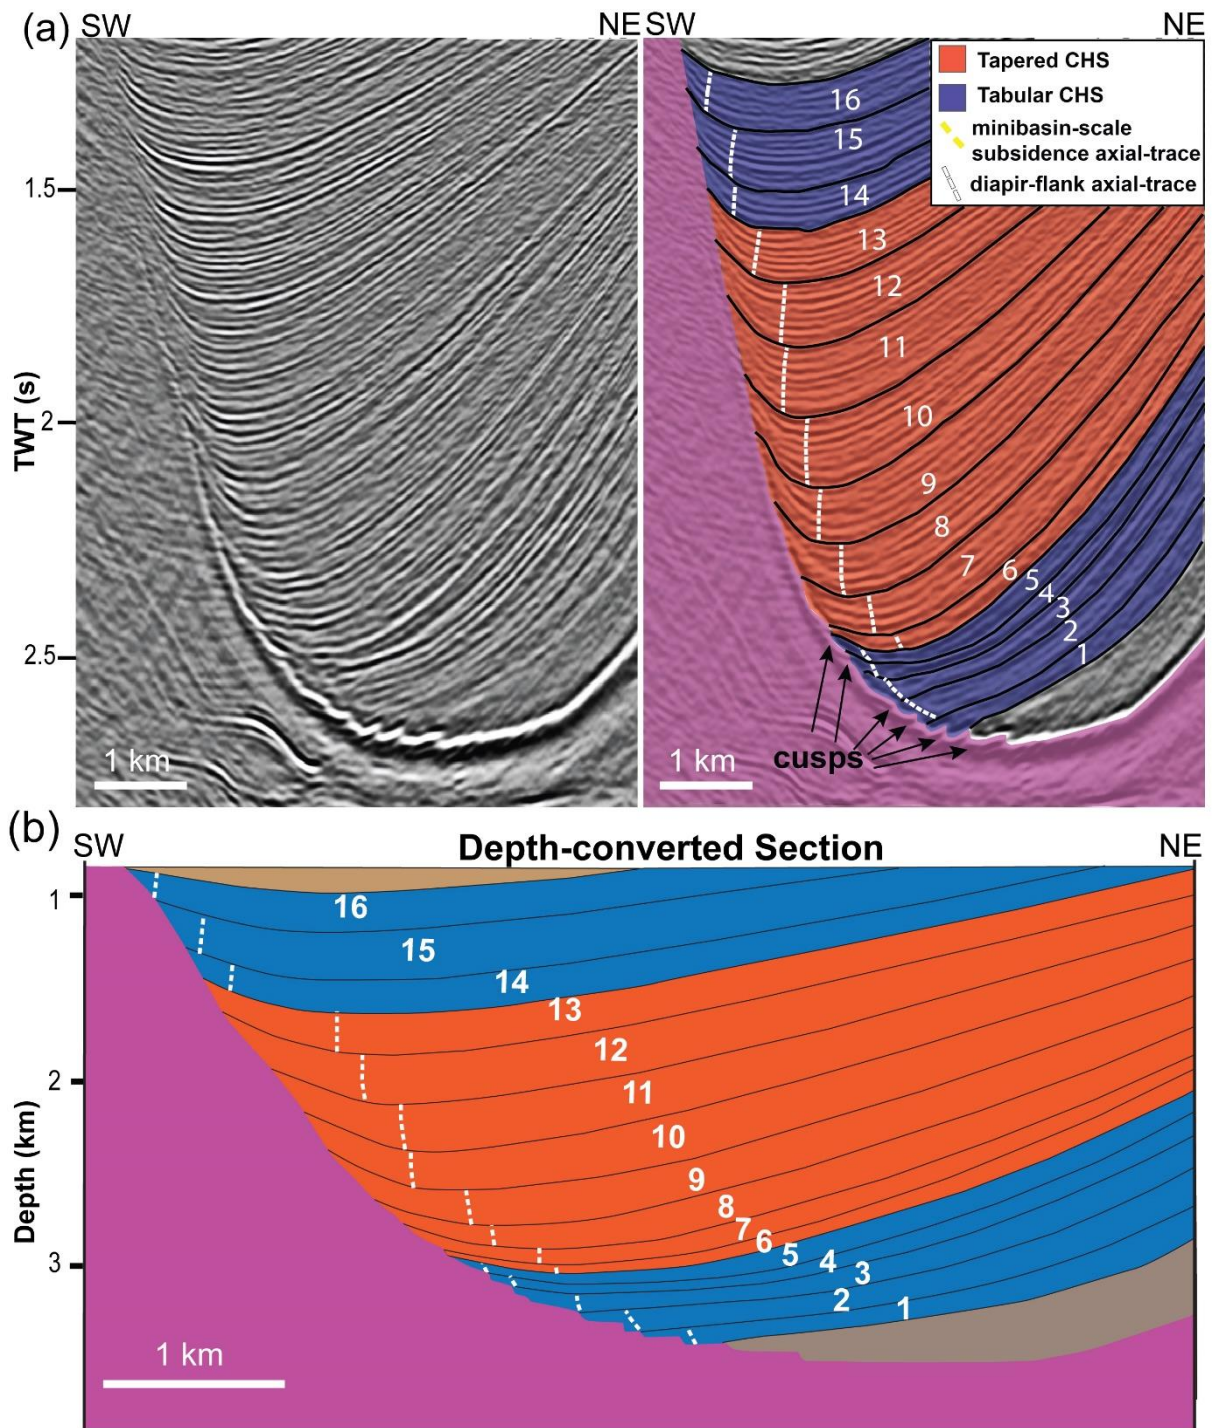 (a) SW NE SW NE
Tapered CHS
Tabular CHS
minibasin-scale
subsidence axial-trace
diapir-flank axial-trace
16
15
14
13
12
11
10
9
8
7
6
5
4
3
2
1
1.5
2
2.5
TWT (s)
cusps
1 km
1 km
(b) SW Depth-converted Section NE
1
2
3
Depth (km)
16
15
14
13
12
11
10
9
8
7
6
5
4
3
2
1
1 km